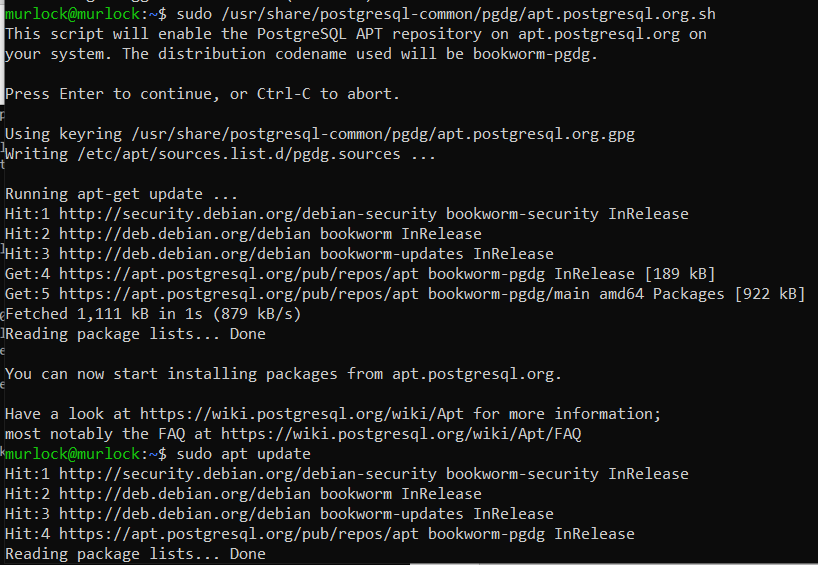 murlock@murlock:~$ sudo /usr/share/postgresql-common/pgdg/apt.postgresql.org.sh
This script will enable the PostgreSQL APT repository on apt.postgresql.org on
your system. The distribution codename used will be bookworm-pgdg.
Press Enter to continue, or Ctrl-C to abort.
Using keyring /usr/share/postgresql-common/pgdg/apt.postgresql.org.gpg
Writing /etc/apt/sources.list.d/pgdg.sources ...
Running apt-get update ...
Hit:1 http://security.debian.org/debian-security bookworm-security InRelease
Hit:2 http://deb.debian.org/debian bookworm InRelease
Hit:3 http://deb.debian.org/debian bookworm-updates InRelease
Get:4 https://apt.postgresql.org/pub/repos/apt bookworm-pgdg InRelease [189 kB]
Get:5 https://apt.postgresql.org/pub/repos/apt bookworm-pgdg/main amd64 Packages [922 kB]
Fetched 1,111 kB in 1s (879 kB/s)
Reading package lists... Done
You can now start installing packages from apt.postgresql.org.
Have a look at https://wiki.postgresql.org/wiki/Apt for more information;
most notably the FAQ at https://wiki.postgresql.org/wiki/Apt/FAQ
murlock@murlock:~$ sudo apt update
Hit:1 http://security.debian.org/debian-security bookworm-security InRelease
Hit:2 http://deb.debian.org/debian bookworm InRelease
Hit:3 http://deb.debian.org/debian bookworm-updates InRelease
Hit:4 https://apt.postgresql.org/pub/repos/apt bookworm-pgdg InRelease
Reading package lists... Done